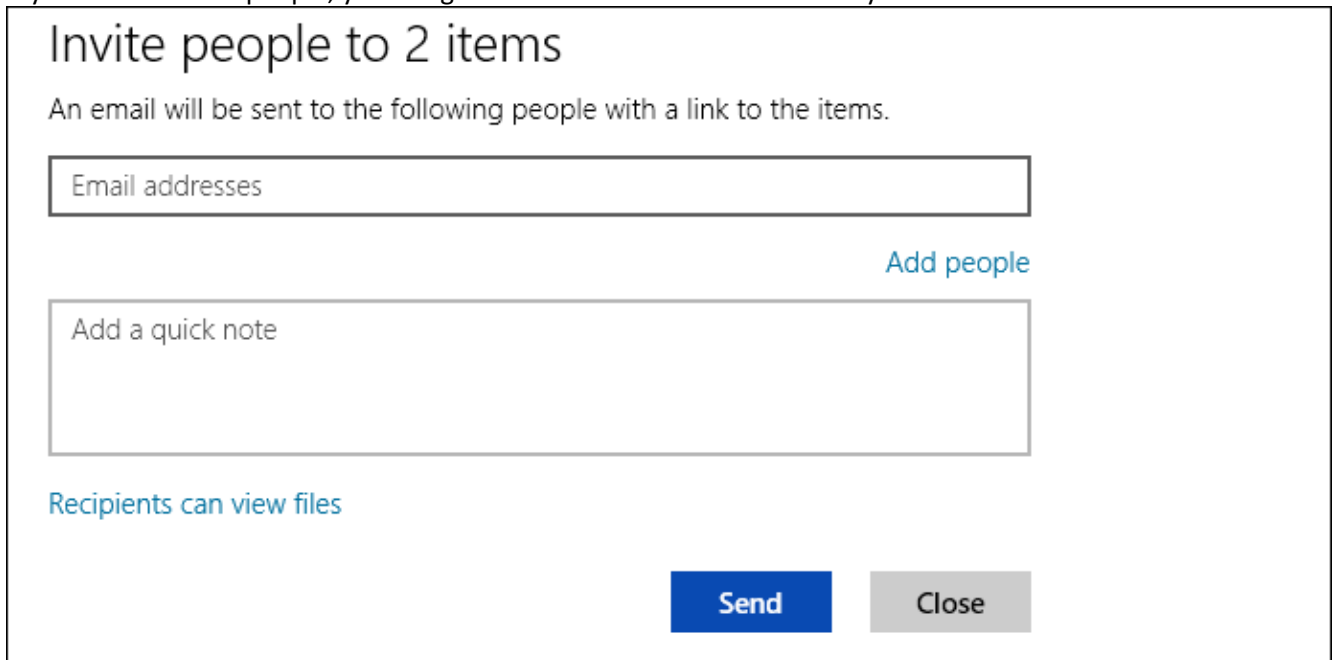 Invite people to 2 items
An email will be sent to the following people with a link to the items.
Email addresses
Add people
Add a quick note
Recipients can view files
Send Close